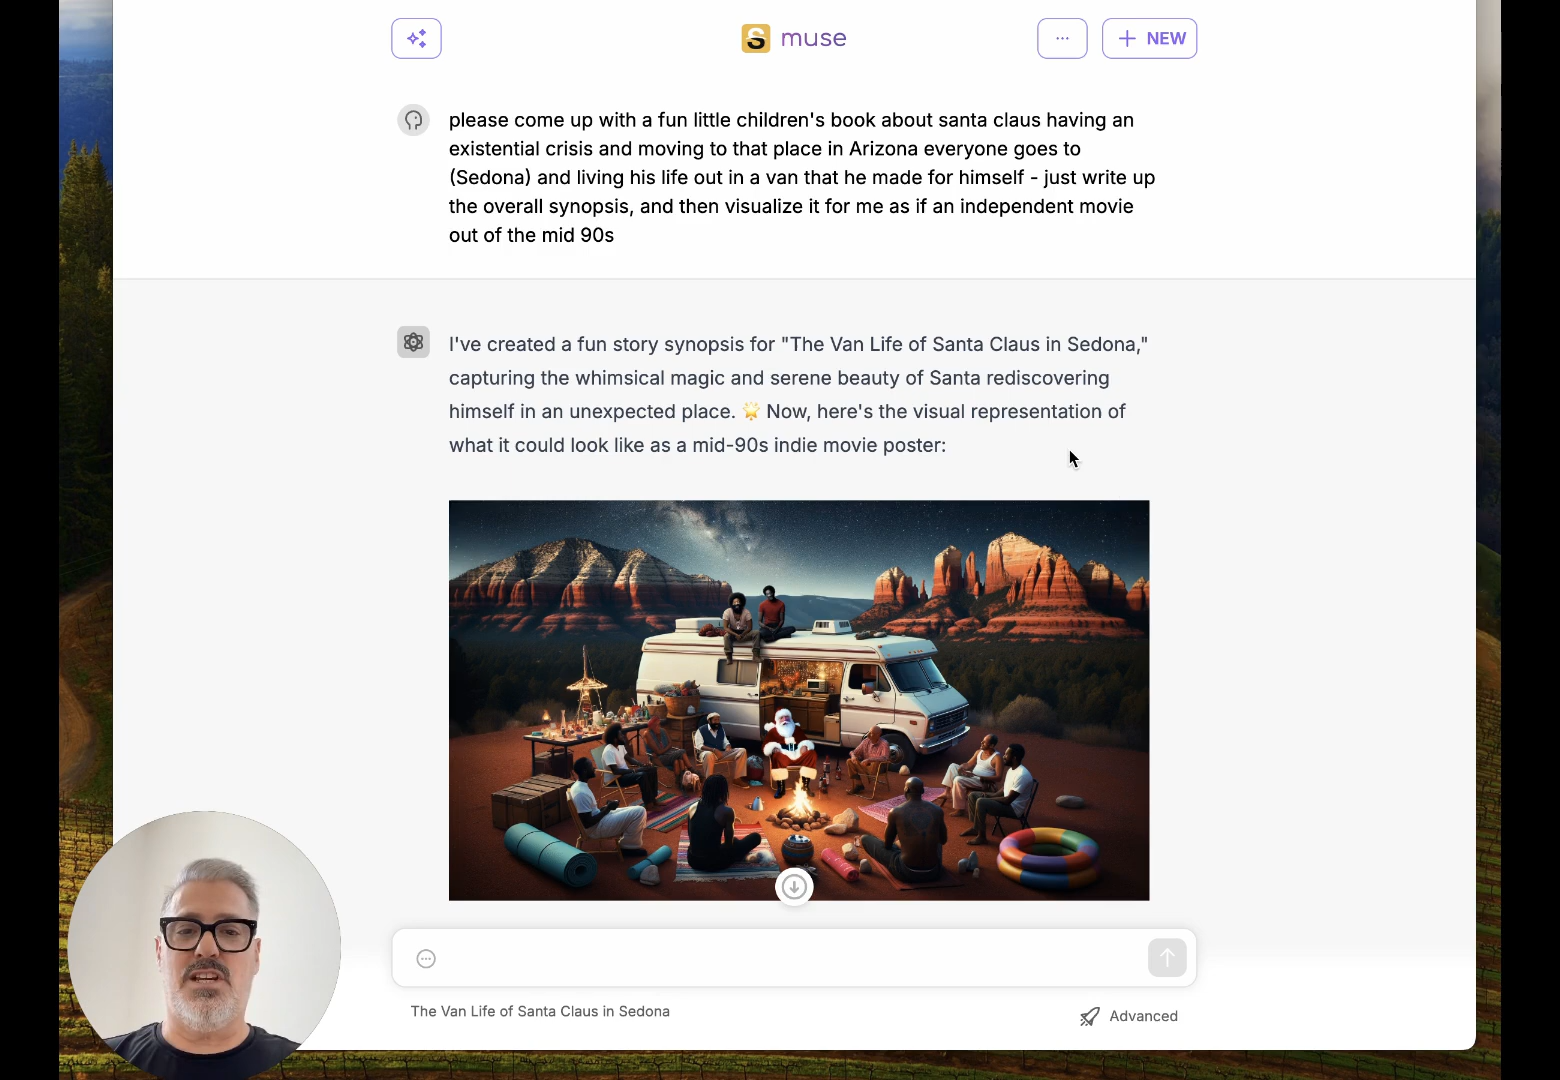 S muse
...
+ NEW
please come up with a fun little children's book about santa claus having an
existential crisis and moving to that place in Arizona everyone goes to
(Sedona) and living his life out in a van that he made for himself - just write up
the overall synopsis, and then visualize it for me as if an independent movie
out of the mid 90s
I've created a fun story synopsis for "The Van Life of Santa Claus in Sedona,"
capturing the whimsical magic and serene beauty of Santa rediscovering
himself in an unexpected place. 🌟 Now, here's the visual representation of
what it could look like as a mid-90s indie movie poster:
The Van Life of Santa Claus in Sedona
Advanced